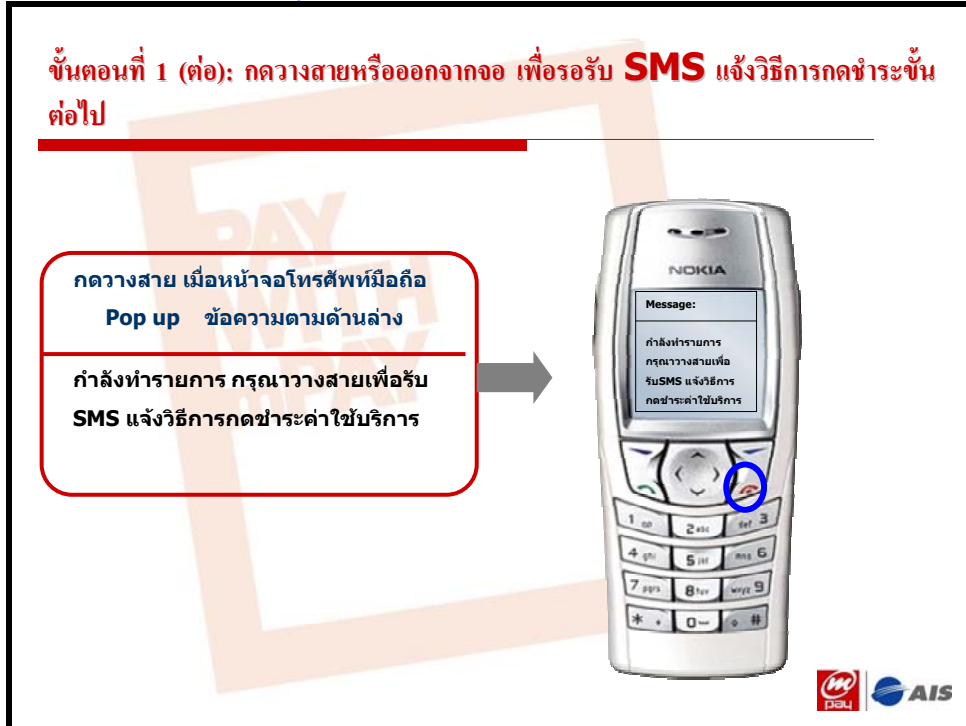 ขั้นตอนที่ 1 (ต่อ): กดวางสายหรือออกจากจอ เพื่อรอรับ SMS แจ้งวิธีการกดชำระขั้น
ต่อไป
PAY
WITH
mPAY
กดวางสาย เมื่อหน้าจอโทรศัพท์มือถือ
Pop up ข้อความตามด้านล่าง
กำลังทำรายการ กรุณาวางสายเพื่อรับ
SMS แจ้งวิธีการกดชำระค่าใช้บริการ
NOKIA
Message:
กำลังทำรายการ
กรุณาวางสายเพื่อ
รับSMS แจ้งวิธีการ
กดชำระค่าใช้บริการ
1
2 abc
def 3
4 ghi
5 jkl
mno 6
7 pqrs
8 tuv
wxyz 9
* +
0
#
m pay
AIS